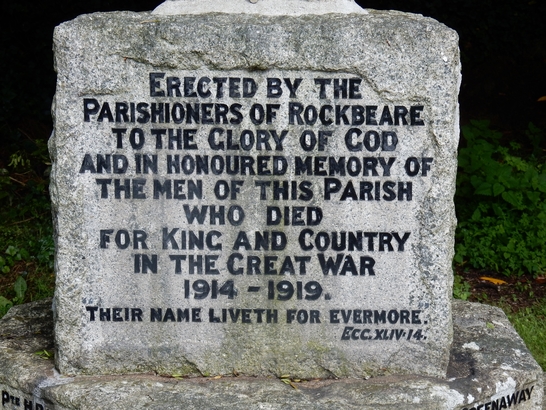 ERECTED BY THE
PARISHIONERS OF ROCKBEARE
TO THE GLORY OF GOD
AND IN HONOURED MEMORY OF
THE MEN OF THIS PARISH
WHO DIED
FOR KING AND COUNTRY
IN THE GREAT WAR
1914 - 1919.
"THEIR NAME LIVETH FOR EVERMORE."
ECC. XLIV. 14.
PTE H